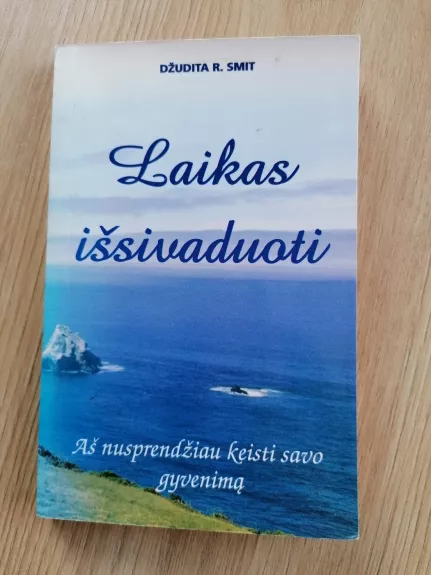 DŽUDITA R. SMIT
Laikas
išsivaduoti
Aš nusprendžiau keisti savo
gyvenimą